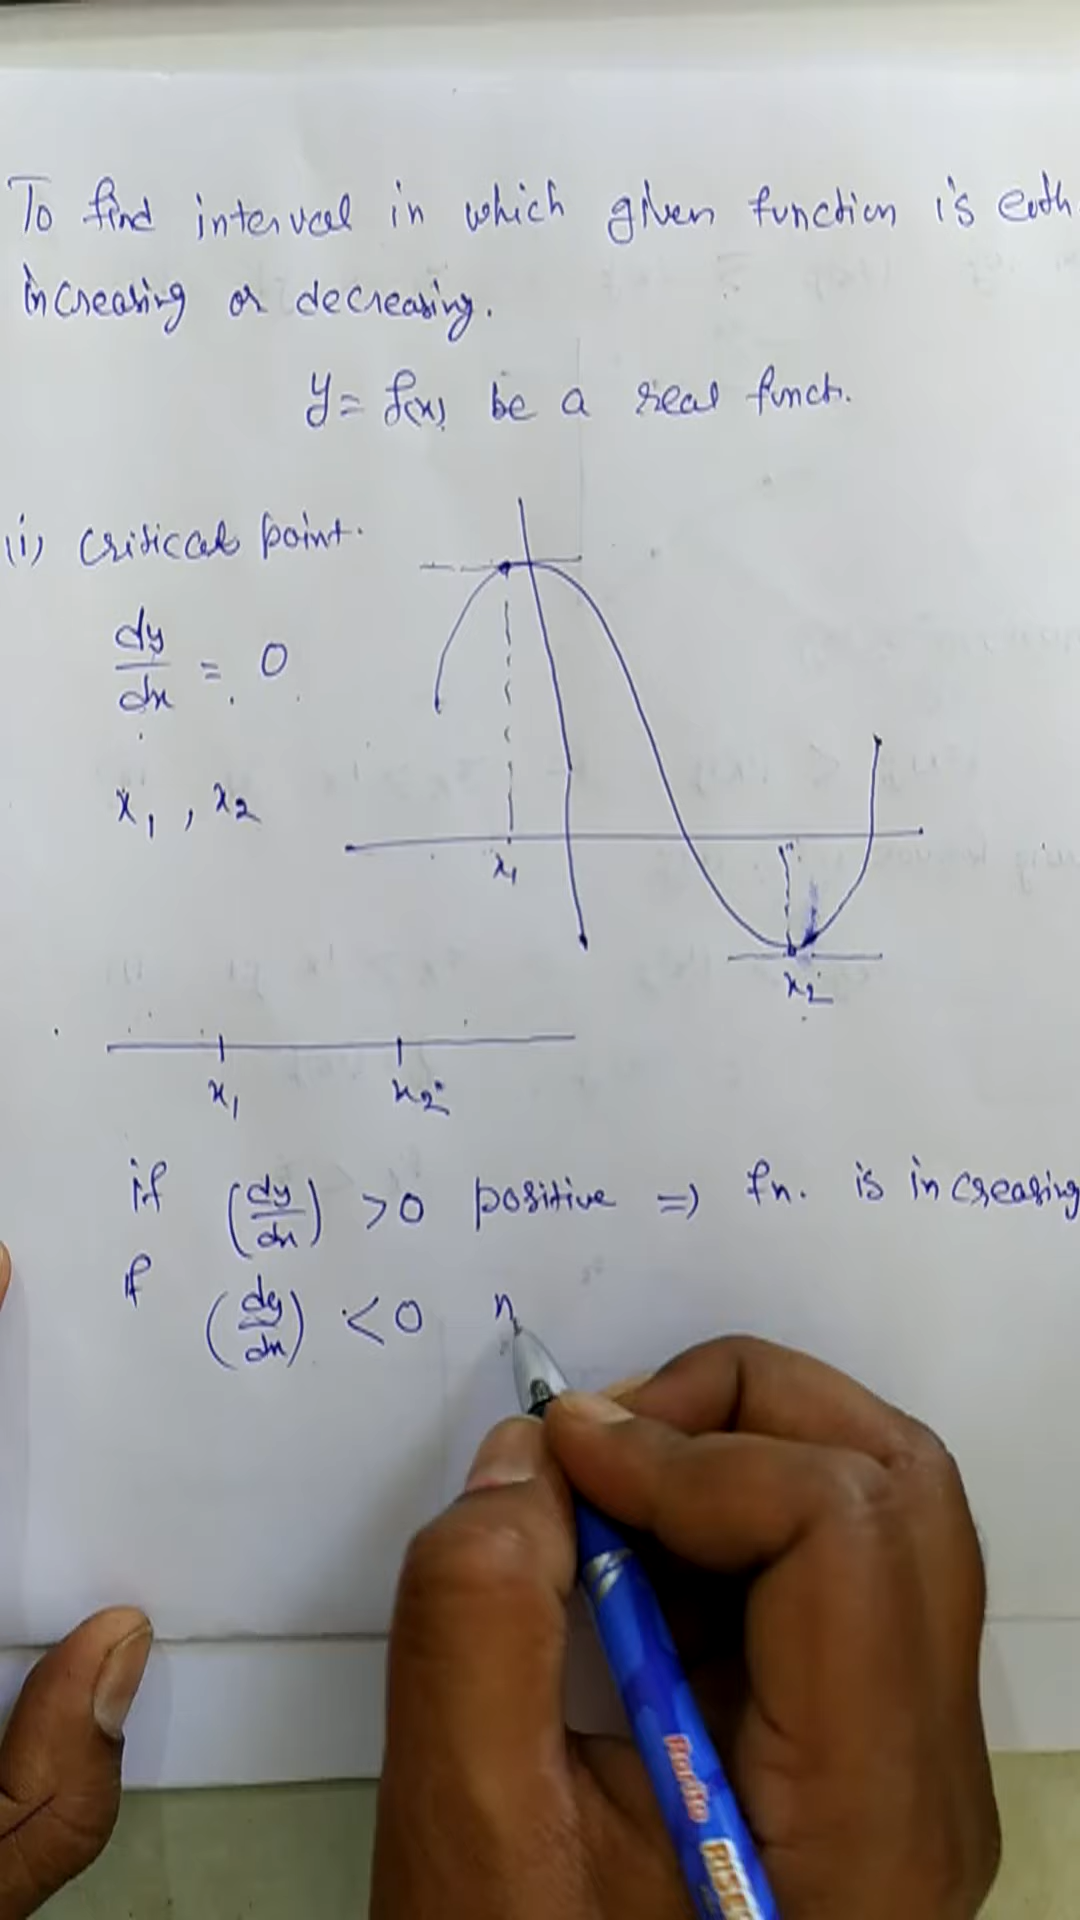 To find interval in which given function is eith
increasing or decreasing.
y = f(x) be a real funct.
(i) critical point.
dy/dx = 0
x₁ , x₂
x₁
x₂
x₁ x₂
if (dy/dx) > 0 positive => fn. is increasing
if (dy/dx) < 0 n
Rorito